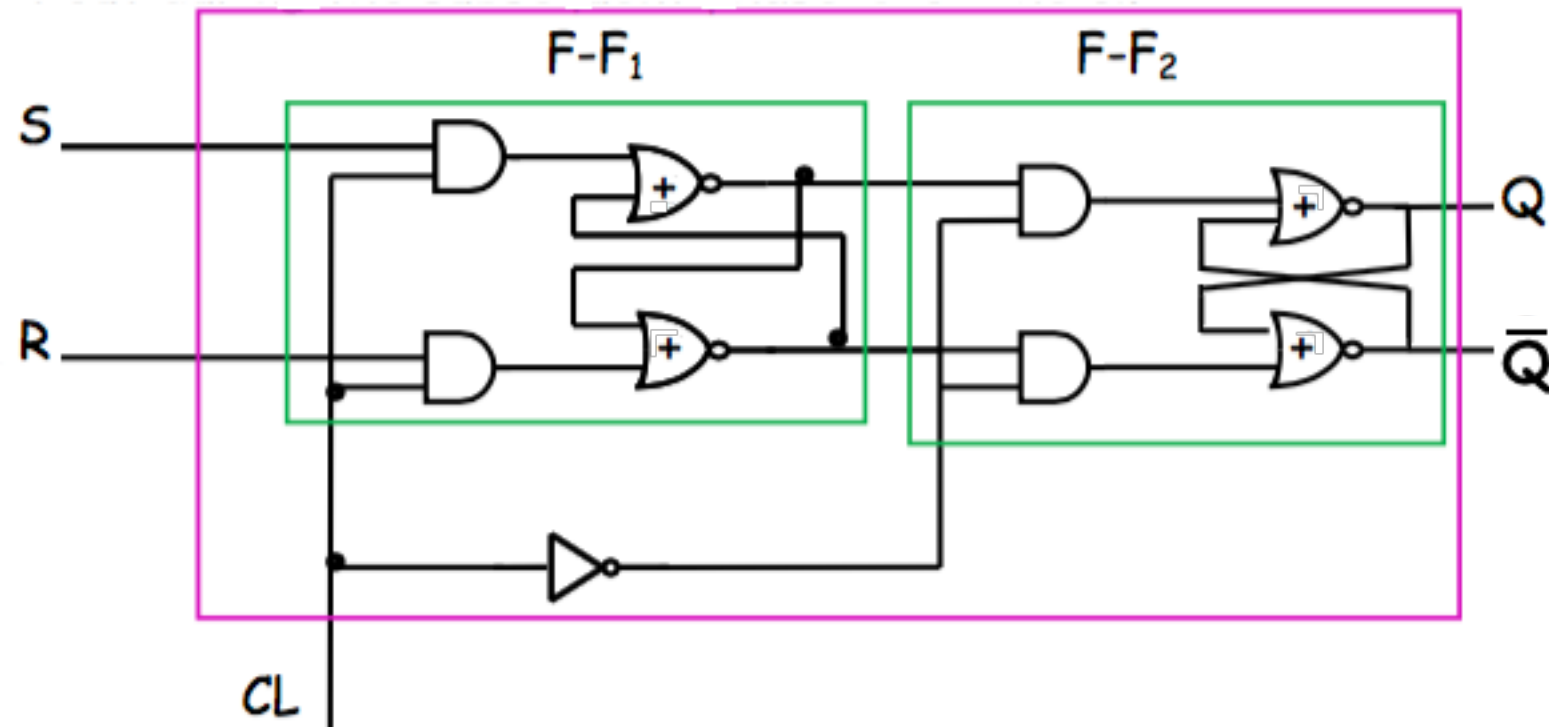 F-F₁
F-F₂
S
+
+
Q
R
+
+
Q̅
CL